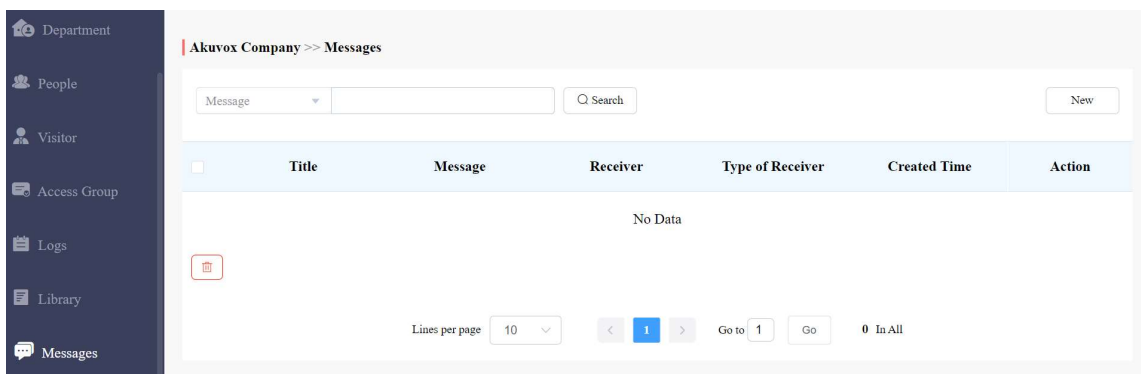 Department
People
Visitor
Access Group
Logs
Library
Messages
Akuvox Company >> Messages
Message Search New
Title Message Receiver Type of Receiver Created Time Action
No Data
Lines per page 10 < 1 > Go to 1 Go 0 In All